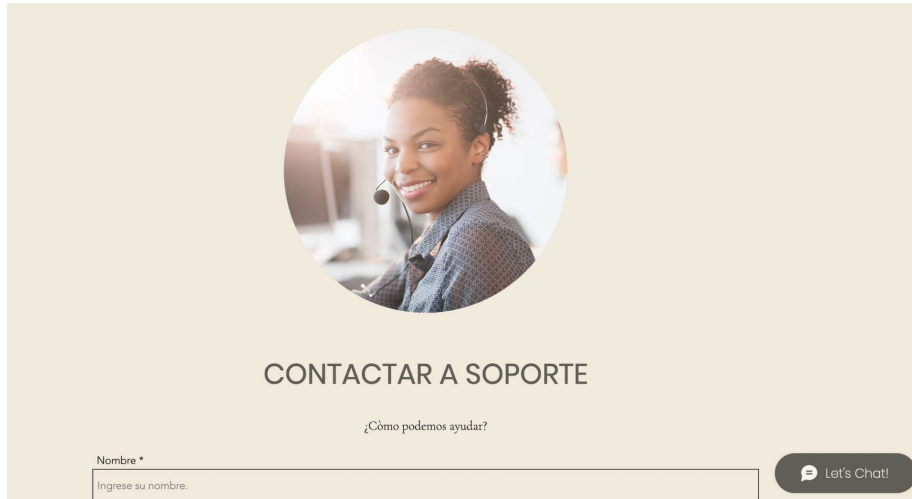 CONTACTAR A SOPORTE
¿Còmo podemos ayudar?
Nombre *
Ingrese su nombre.
Let's Chat!